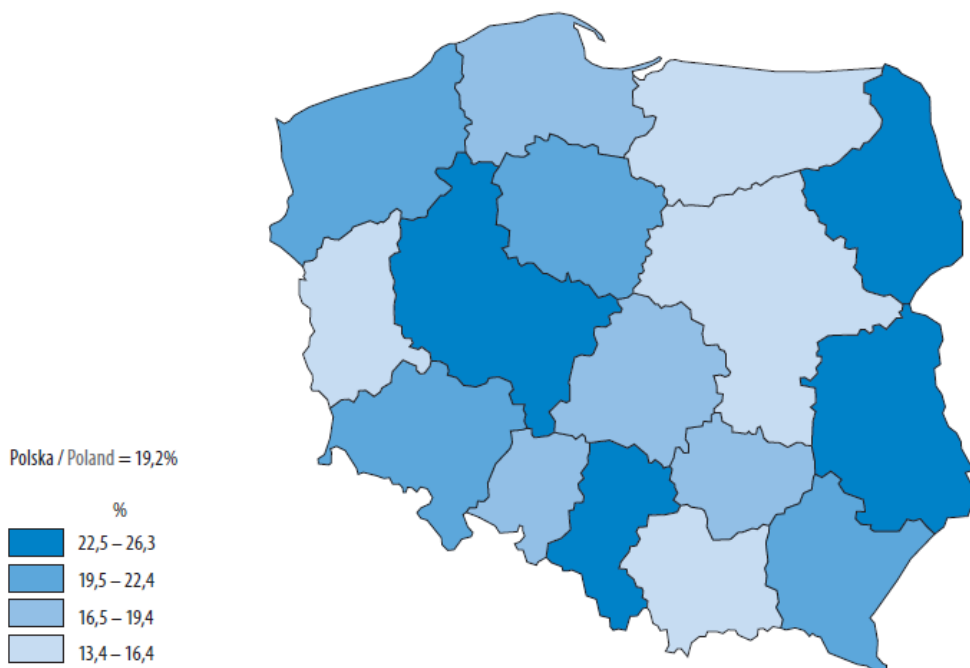 Polska / Poland = 19,2%
%
22,5 – 26,3
19,5 – 22,4
16,5 – 19,4
13,4 – 16,4